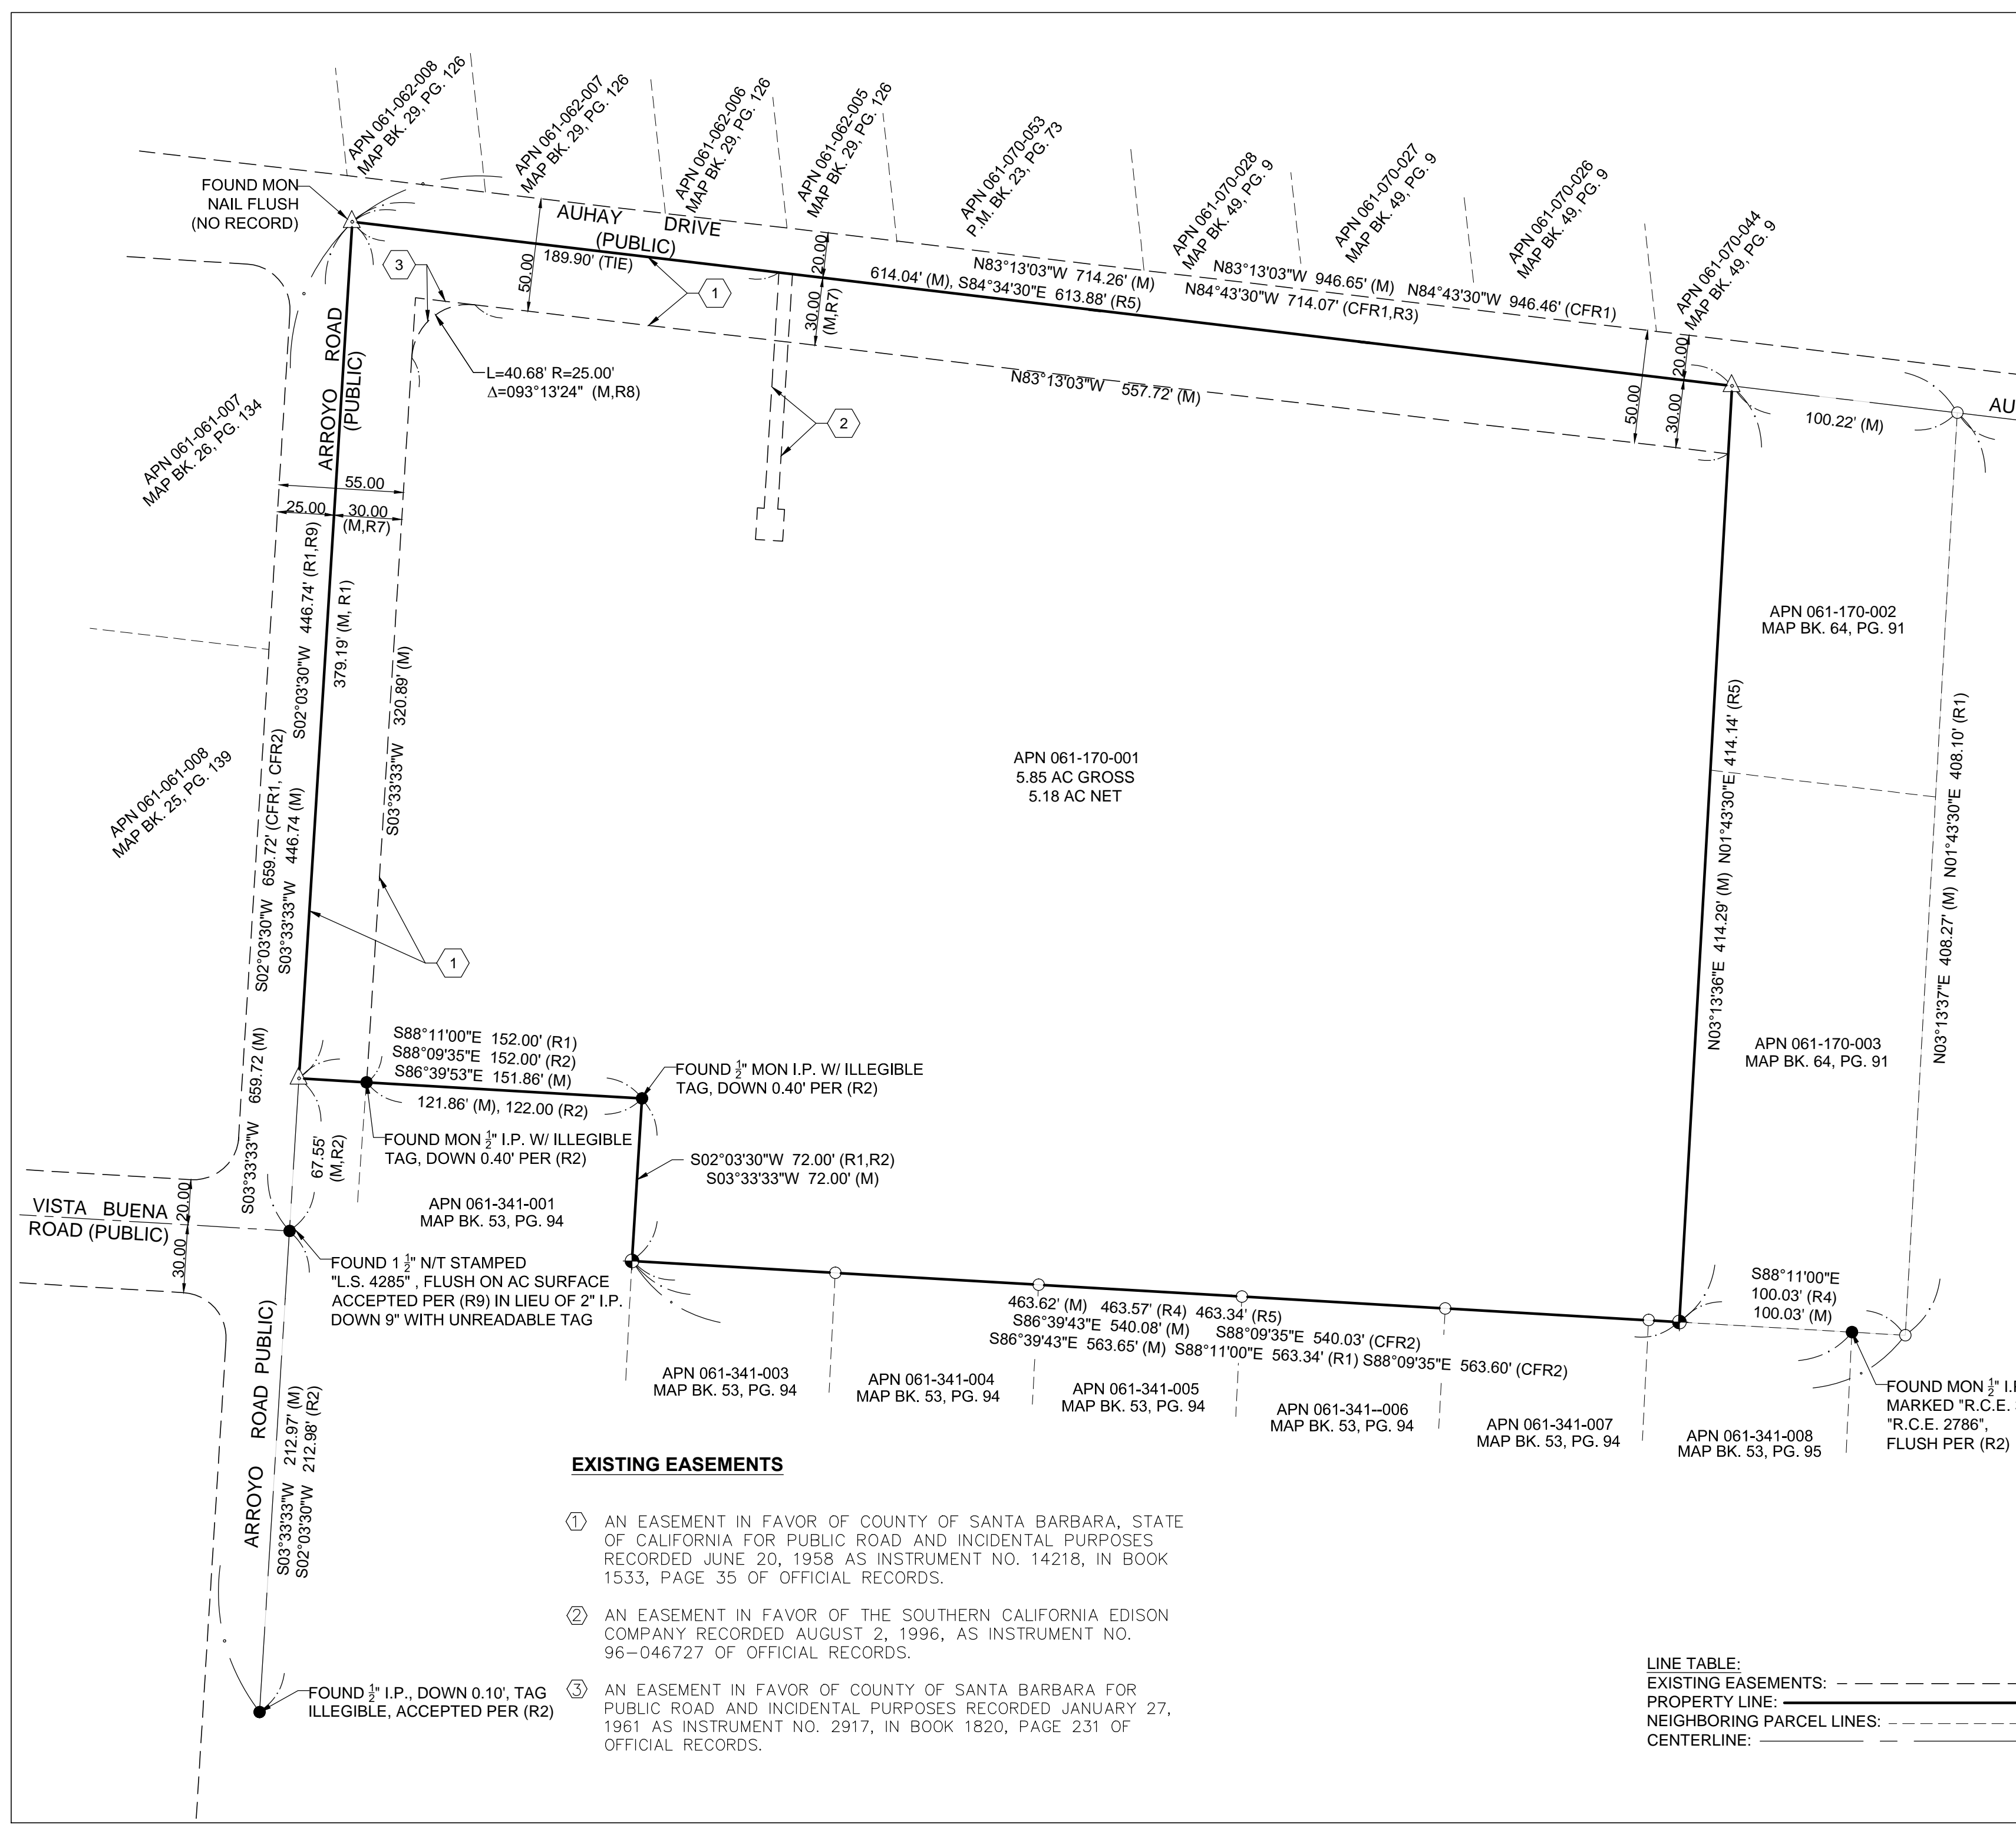 APN 061-062-008
MAP BK. 29, PG. 126
APN 061-062-007
MAP BK. 29, PG. 126
APN 061-062-006
MAP BK. 29, PG. 126
APN 061-062-005
MAP BK. 29, PG. 126
APN 061-070-053
P.M. BK. 23, PG. 73
APN 061-070-028
MAP BK. 49, PG. 9
APN 061-070-027
MAP BK. 49, PG. 9
APN 061-070-026
MAP BK. 49, PG. 9
APN 061-070-044
MAP BK. 49, PG. 9
FOUND MON
NAIL FLUSH
(NO RECORD)
AUHAY DRIVE
(PUBLIC)
189.90' (TIE)
50.00
20.00
30.00
(M,R7)
N83°13'03"W 714.26' (M)
614.04' (M), S84°34'30"E 613.88' (R5)
N84°43'30"W 714.07' (CFR1,R3)
N83°13'03"W 946.65' (M) N84°43'30"W 946.46' (CFR1)
N83°13'03"W 557.72' (M)
50.00
20.00
30.00
100.22' (M)
AU
3
1
2
L=40.68' R=25.00'
Δ=093°13'24" (M,R8)
ARROYO ROAD
(PUBLIC)
APN 061-061-007
MAP BK. 26, PG. 134
55.00
25.00
30.00
(M,R7)
S02°03'30"W 446.74' (R1,R9)
379.19' (M, R1)
S03°33'33"W 320.89' (M)
APN 061-170-002
MAP BK. 64, PG. 91
APN 061-170-001
5.85 AC GROSS
5.18 AC NET
APN 061-061-008
MAP BK. 25, PG. 139
S03°33'33"W 659.72 (M)
S02°03'30"W 659.72' (CFR1, CFR2)
S03°33'33"W 446.74' (M)
1
N03°13'36"E 414.29' (M) N01°43'30"E 414.14' (R5)
N03°13'37"E 408.27' (M) N01°43'30"E 408.10' (R1)
APN 061-170-003
MAP BK. 64, PG. 91
S88°11'00"E 152.00' (R1)
S88°09'35"E 152.00' (R2)
S86°39'53"E 151.86' (M)
121.86' (M), 122.00 (R2)
FOUND ½" MON I.P. W/ ILLEGIBLE
TAG, DOWN 0.40' PER (R2)
FOUND MON ½" I.P. W/ ILLEGIBLE
TAG, DOWN 0.40' PER (R2)
67.55'
(M,R2)
S02°03'30"W 72.00' (R1,R2)
S03°33'33"W 72.00' (M)
APN 061-341-001
MAP BK. 53, PG. 94
VISTA BUENA
ROAD (PUBLIC)
20.00
30.00
FOUND 1 ½" N/T STAMPED
"L.S. 4285" , FLUSH ON AC SURFACE
ACCEPTED PER (R9) IN LIEU OF 2" I.P.
DOWN 9" WITH UNREADABLE TAG
463.62' (M) 463.57' (R4) 463.34' (R5)
S86°39'43"E 540.08' (M) S88°09'35"E 540.03' (CFR2)
S86°39'43"E 563.65' (M) S88°11'00"E 563.34' (R1) S88°09'35"E 563.60' (CFR2)
S88°11'00"E
100.03' (R4)
100.03' (M)
APN 061-341-003
MAP BK. 53, PG. 94
APN 061-341-004
MAP BK. 53, PG. 94
APN 061-341-005
MAP BK. 53, PG. 94
APN 061-341--006
MAP BK. 53, PG. 94
APN 061-341-007
MAP BK. 53, PG. 94
APN 061-341-008
MAP BK. 53, PG. 95
FOUND MON ½" I.
MARKED "R.C.E.
"R.C.E. 2786",
FLUSH PER (R2)
ARROYO ROAD PUBLIC)
S03°33'33"W 212.97' (M)
S02°03'30"W 212.98' (R2)
FOUND ½" I.P., DOWN 0.10', TAG
ILLEGIBLE, ACCEPTED PER (R2)
EXISTING EASEMENTS
1 AN EASEMENT IN FAVOR OF COUNTY OF SANTA BARBARA, STATE
OF CALIFORNIA FOR PUBLIC ROAD AND INCIDENTAL PURPOSES
RECORDED JUNE 20, 1958 AS INSTRUMENT NO. 14218, IN BOOK
1533, PAGE 35 OF OFFICIAL RECORDS.
2 AN EASEMENT IN FAVOR OF THE SOUTHERN CALIFORNIA EDISON
COMPANY RECORDED AUGUST 2, 1996, AS INSTRUMENT NO.
96-046727 OF OFFICIAL RECORDS.
3 AN EASEMENT IN FAVOR OF COUNTY OF SANTA BARBARA FOR
PUBLIC ROAD AND INCIDENTAL PURPOSES RECORDED JANUARY 27,
1961 AS INSTRUMENT NO. 2917, IN BOOK 1820, PAGE 231 OF
OFFICIAL RECORDS.
LINE TABLE:
EXISTING EASEMENTS:
PROPERTY LINE:
NEIGHBORING PARCEL LINES:
CENTERLINE: